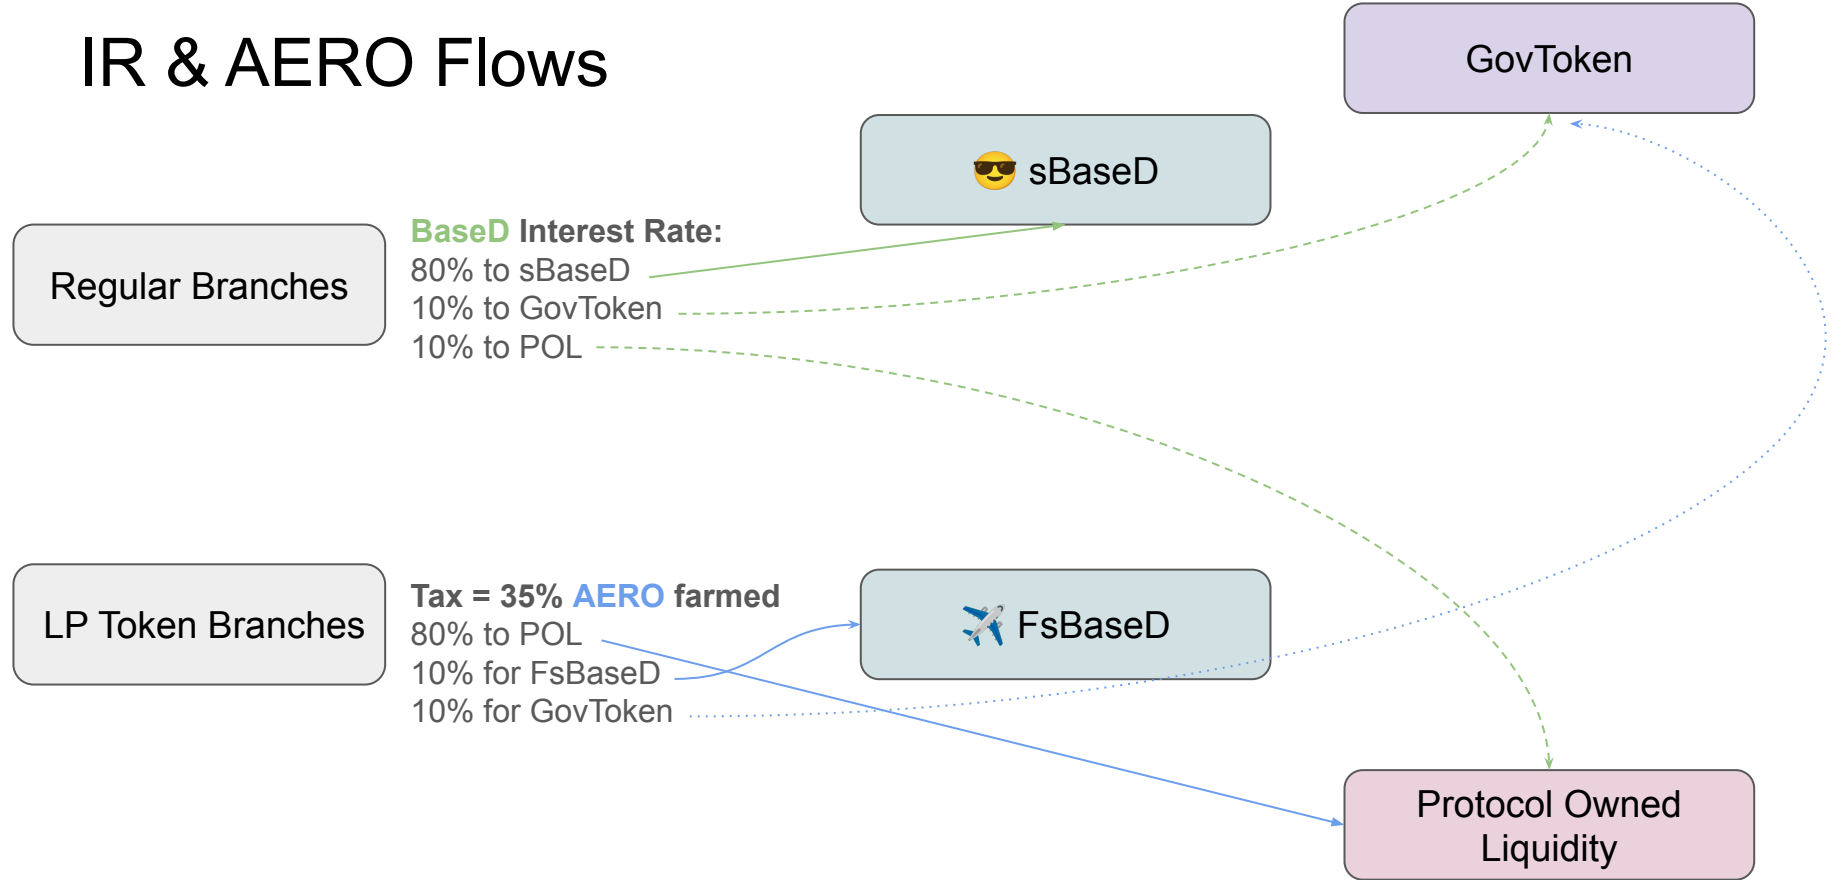 IR & AERO Flows
GovToken
😎 sBaseD
Regular Branches
BaseD Interest Rate:
80% to sBaseD
10% to GovToken
10% to POL
LP Token Branches
Tax = 35% AERO farmed
80% to POL
10% for FsBaseD
10% for GovToken
✈️ FsBaseD
Protocol Owned
Liquidity